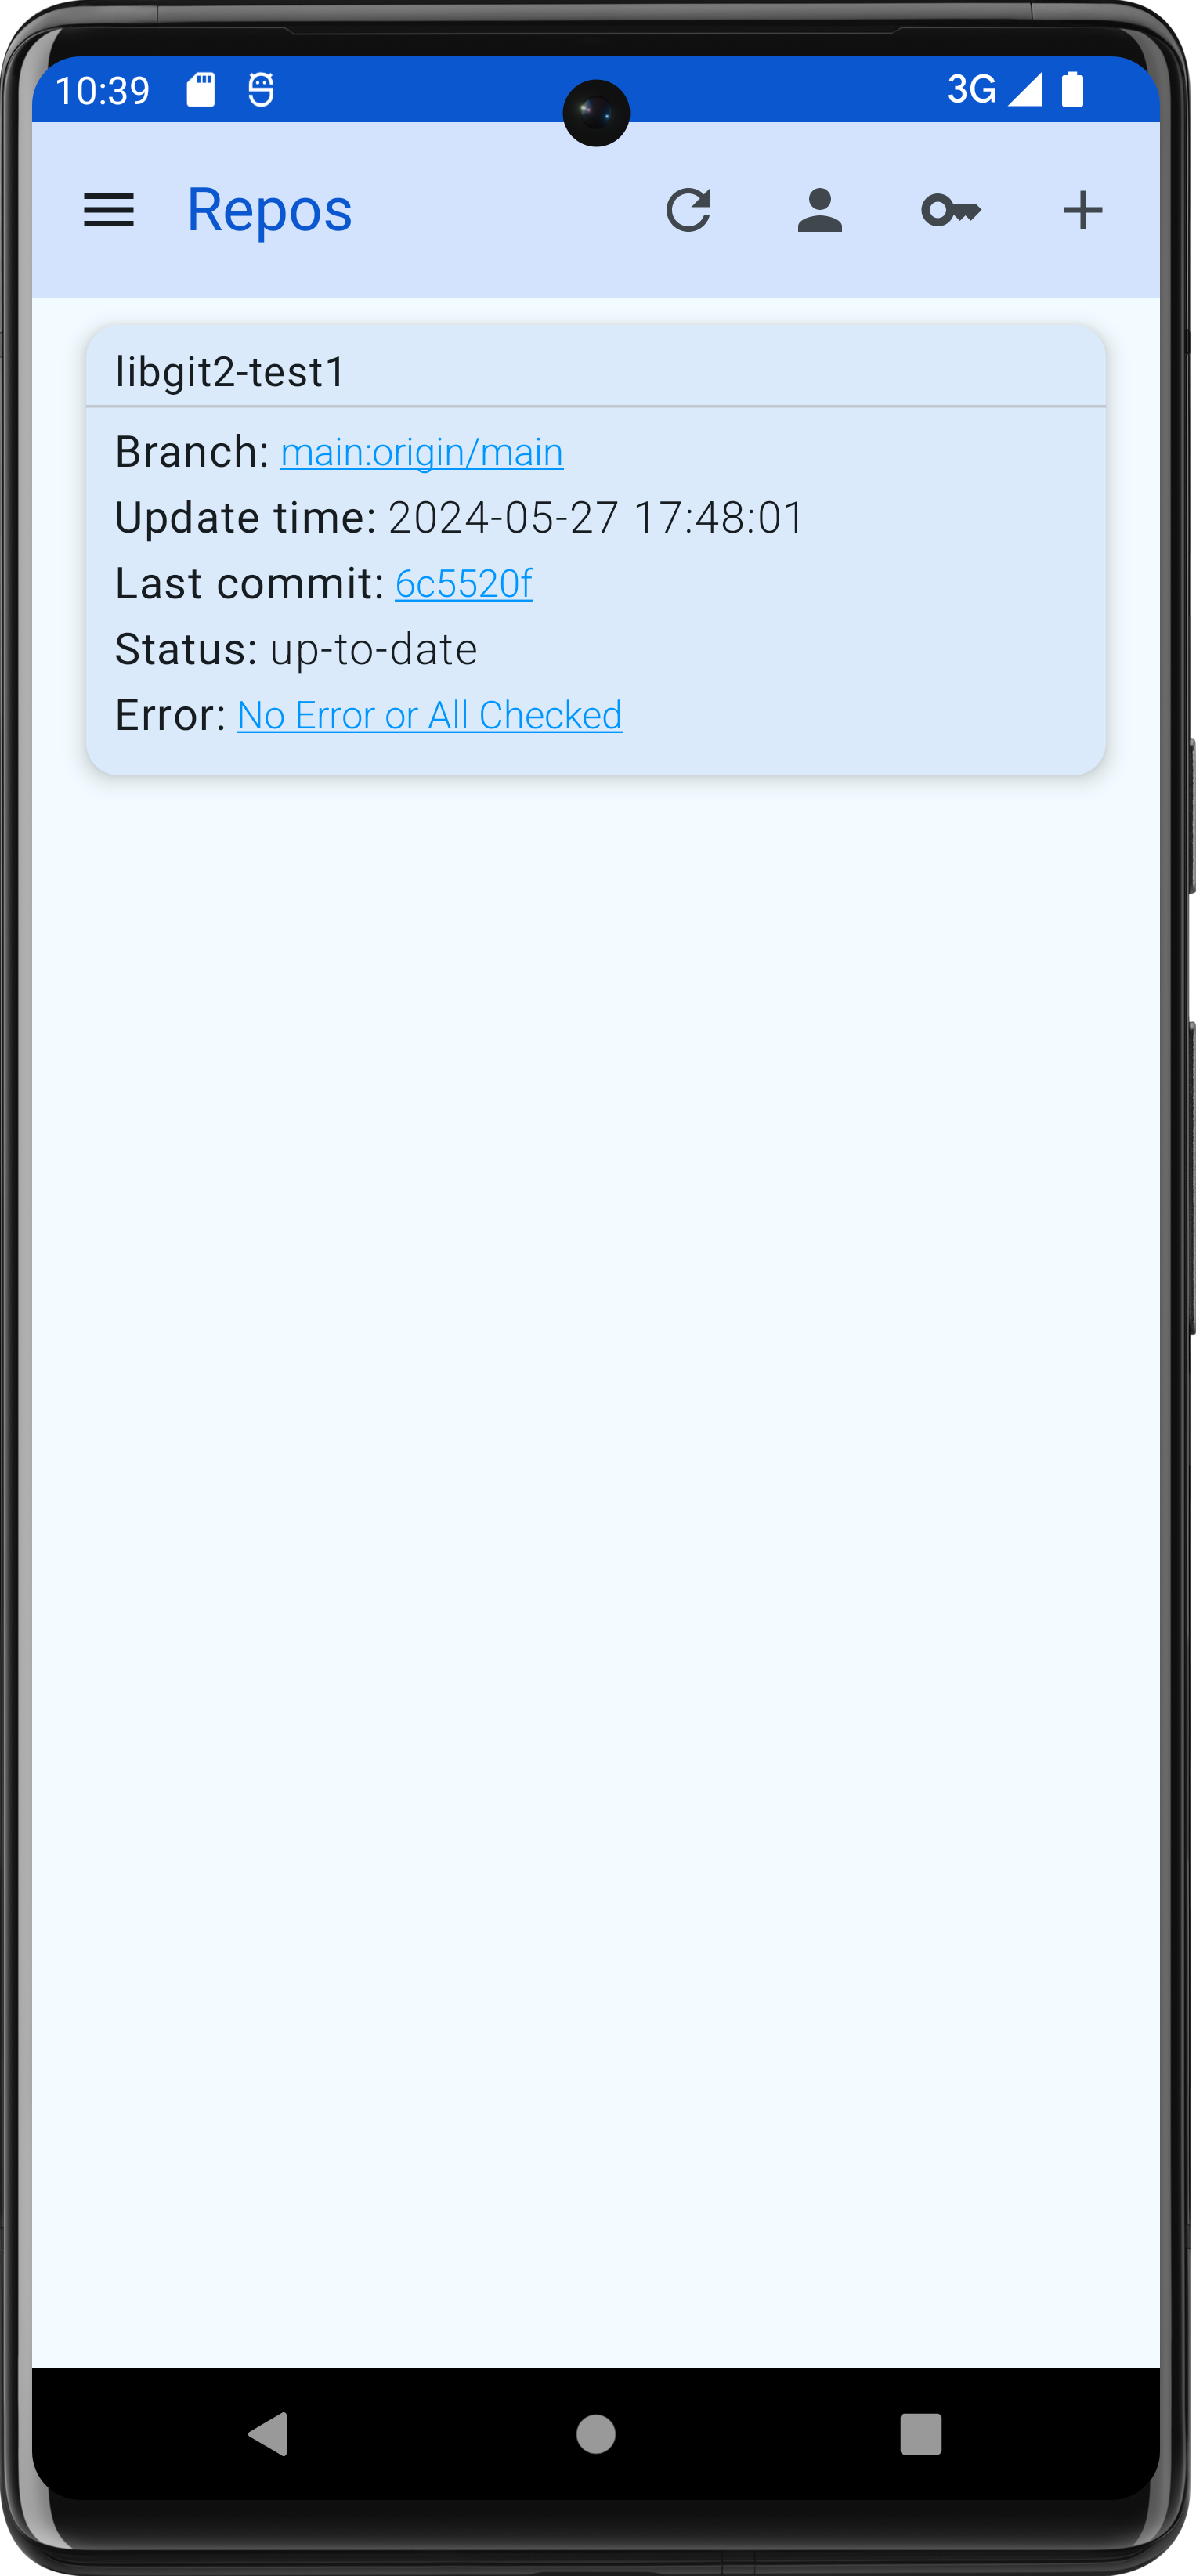 10:39 3G
Repos
libgit2-test1
Branch: main:origin/main
Update time: 2024-05-27 17:48:01
Last commit: 6c5520f
Status: up-to-date
Error: No Error or All Checked